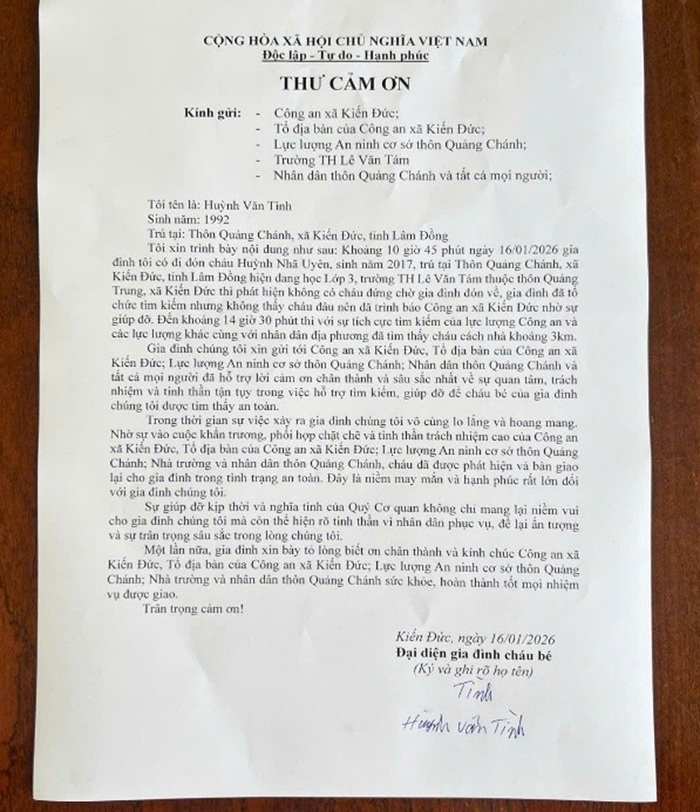 CỘNG HÒA XÃ HỘI CHỦ NGHĨA VIỆT NAM
Độc lập - Tự do - Hạnh phúc
THƯ CẢM ƠN
Kính gửi: - Công an xã Kiến Đức;
- Tổ địa bàn của Công an xã Kiến Đức;
- Lực lượng An ninh cơ sở thôn Quảng Chánh;
- Trường TH Lê Văn Tám
- Nhân dân thôn Quảng Chánh và tất cả mọi người;
Tôi tên là: Huỳnh Văn Tình
Sinh năm: 1992
Trú tại: Thôn Quảng Chánh, xã Kiến Đức, tỉnh Lâm Đồng
Tôi xin trình bày nội dung như sau: Khoảng 10 giờ 45 phút ngày 16/01/2026 gia
đình tôi có đi đón cháu Huỳnh Nhã Uyên, sinh năm 2017, trú tại Thôn Quảng Chánh, xã
Kiến Đức, tỉnh Lâm Đồng hiện đang học Lớp 3, trường TH Lê Văn Tám thuộc thôn Quảng
Trung, xã Kiến Đức thì phát hiện không có cháu đứng chờ gia đình đón về, gia đình đã tổ
chức tìm kiếm nhưng không thấy cháu đâu nên đã trình báo Công an xã Kiến Đức nhờ sự
giúp đỡ. Đến khoảng 14 giờ 30 phút thì với sự tích cực tìm kiếm của lực lượng Công an và
các lực lượng khác cùng với nhân dân địa phương đã tìm thấy cháu cách nhà khoảng 3km.
Gia đình chúng tôi xin gửi tới Công an xã Kiến Đức, Tổ địa bàn của Công an xã
Kiến Đức; Lực lượng An ninh cơ sở thôn Quảng Chánh; Nhân dân thôn Quảng Chánh và
tất cả mọi người đã hỗ trợ lời cảm ơn chân thành và sâu sắc nhất về sự quan tâm, trách
nhiệm và tinh thần tận tụy trong việc hỗ trợ tìm kiếm, giúp đỡ để cháu bé của gia đình
chúng tôi được tìm thấy an toàn.
Trong thời gian sự việc xảy ra gia đình chúng tôi vô cùng lo lắng và hoang mang.
Nhờ sự vào cuộc khẩn trương, phối hợp chặt chẽ và tinh thần trách nhiệm cao của Công an
xã Kiến Đức, Tổ địa bàn của Công an xã Kiến Đức; Lực lượng An ninh cơ sở thôn Quảng
Chánh; Nhà trường và nhân dân thôn Quảng Chánh, cháu đã được phát hiện và bàn giao
lại cho gia đình trong tình trạng an toàn. Đây là niềm may mắn và hạnh phúc rất lớn đối
với gia đình chúng tôi.
Sự giúp đỡ kịp thời và nghĩa tình của Quý Cơ quan không chỉ mang lại niềm vui
cho gia đình chúng tôi mà còn thể hiện rõ tinh thần vì nhân dân phục vụ, để lại ấn tượng
và sự trân trọng sâu sắc trong lòng chúng tôi.
Một lần nữa, gia đình xin bày tỏ lòng biết ơn chân thành và kính chúc Công an xã
Kiến Đức, Tổ địa bàn của Công an xã Kiến Đức; Lực lượng An ninh cơ sở thôn Quảng
Chánh; Nhà trường và nhân dân thôn Quảng Chánh sức khỏe, hoàn thành tốt mọi nhiệm
vụ được giao.
Trân trọng cảm ơn!
Kiến Đức, ngày 16/01/2026
Đại diện gia đình cháu bé
(Ký và ghi rõ họ tên)
Tình
Huỳnh Văn Tình